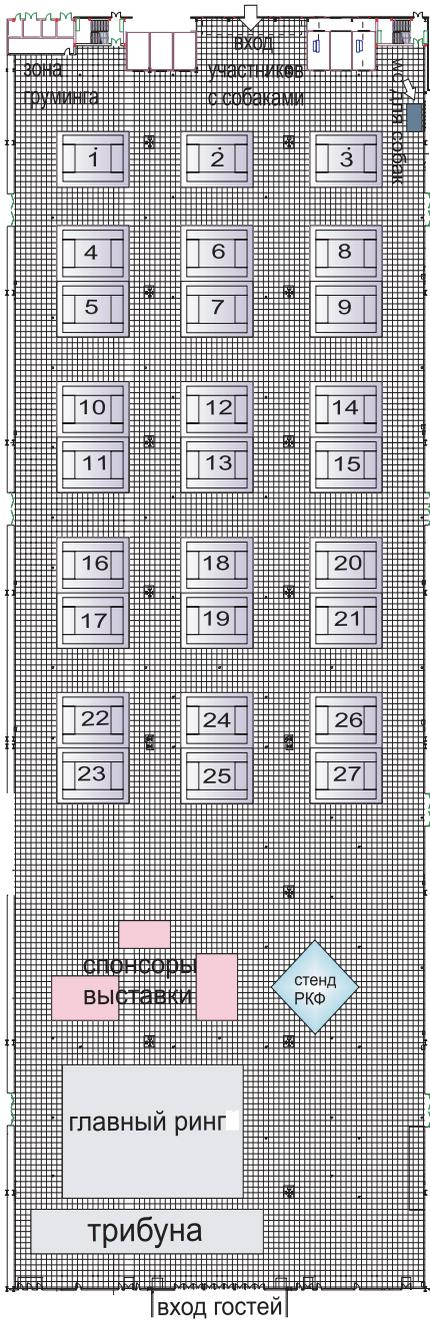 вход
зона участников
груминга с собаками
wc для собак
1 2 3
4 6 8
5 7 9
10 12 14
11 13 15
16 18 20
17 19 21
22 24 26
23 25 27
спонсоры
выставки
стенд
РКФ
главный ринг
трибуна
вход гостей